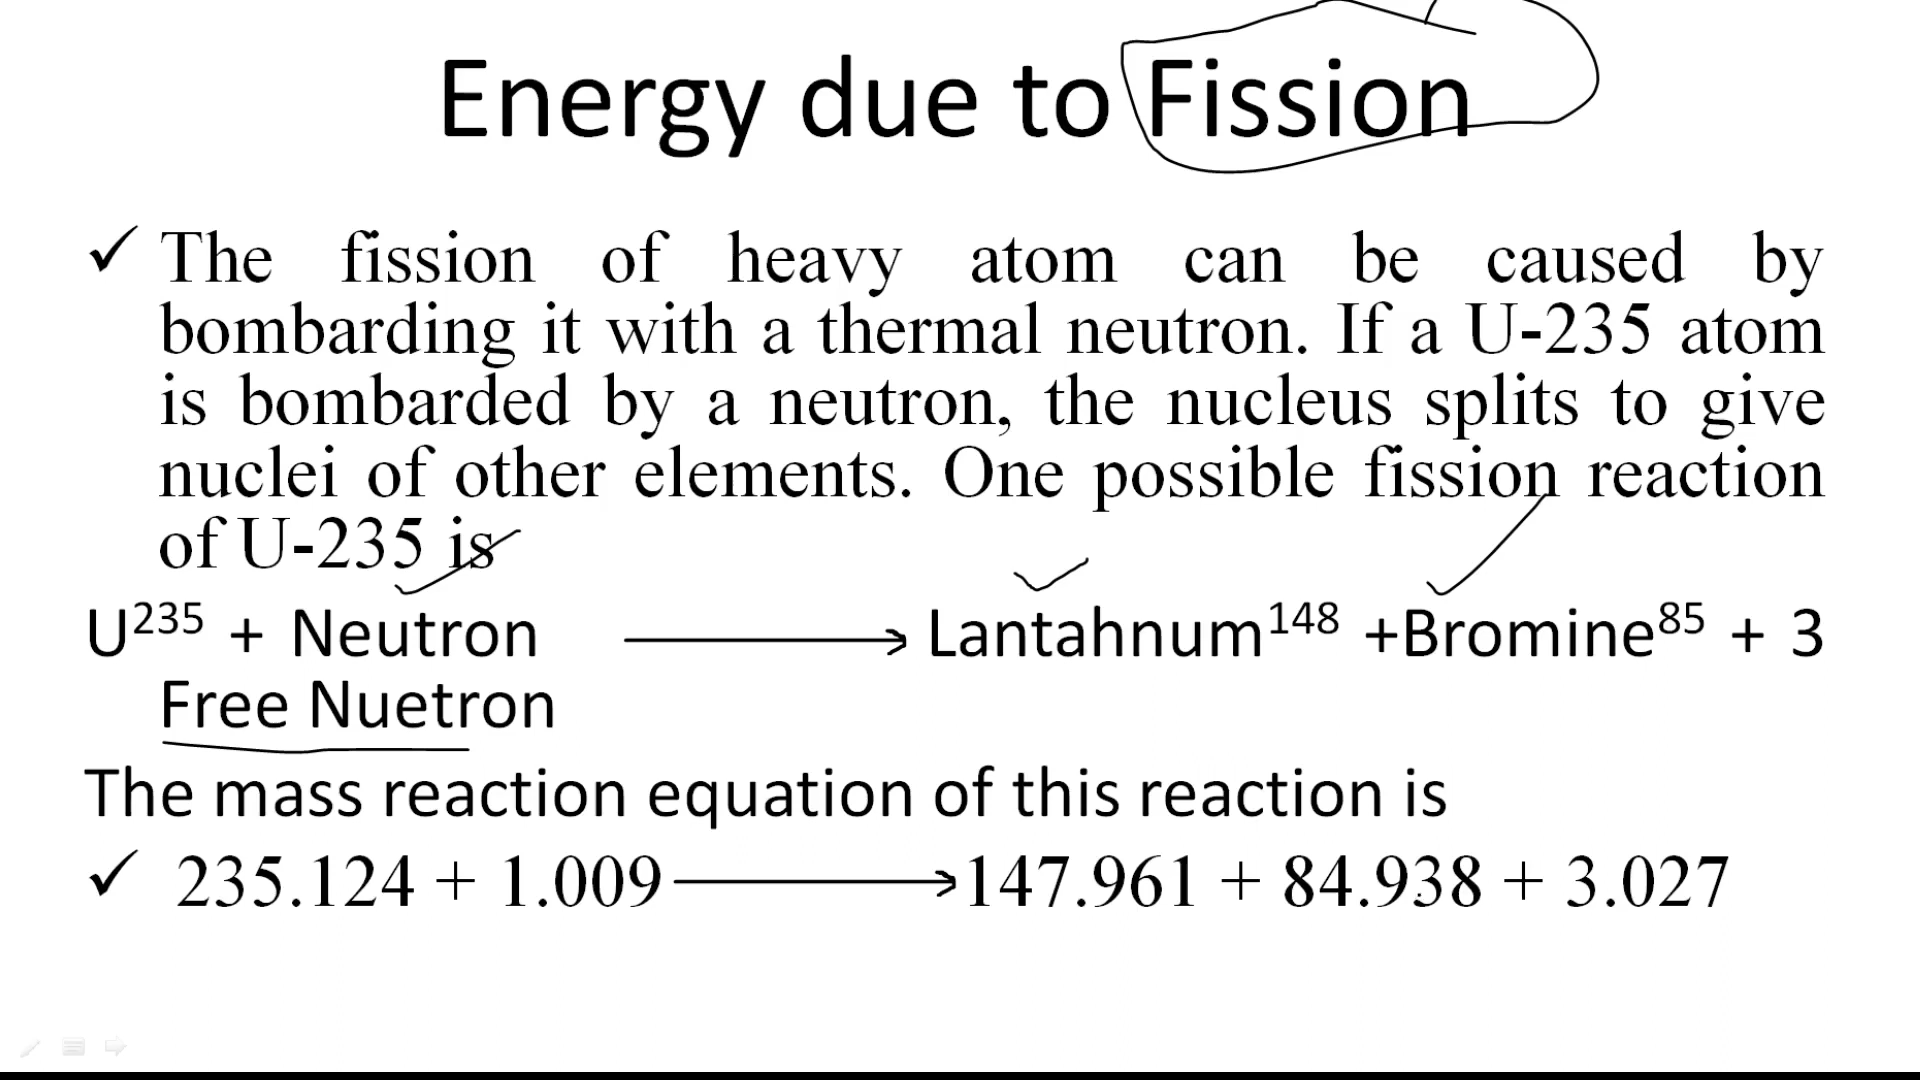 Energy due to Fission
✓ The fission of heavy atom can be caused by
bombarding it with a thermal neutron. If a U-235 atom
is bombarded by a neutron, the nucleus splits to give
nuclei of other elements. One possible fission reaction
of U-235 is
U²³⁵ + Neutron ⟶ Lantahnum¹⁴⁸ +Bromine⁸⁵ + 3
Free Nuetron
The mass reaction equation of this reaction is
✓ 235.124 + 1.009 ⟶ 147.961 + 84.938 + 3.027